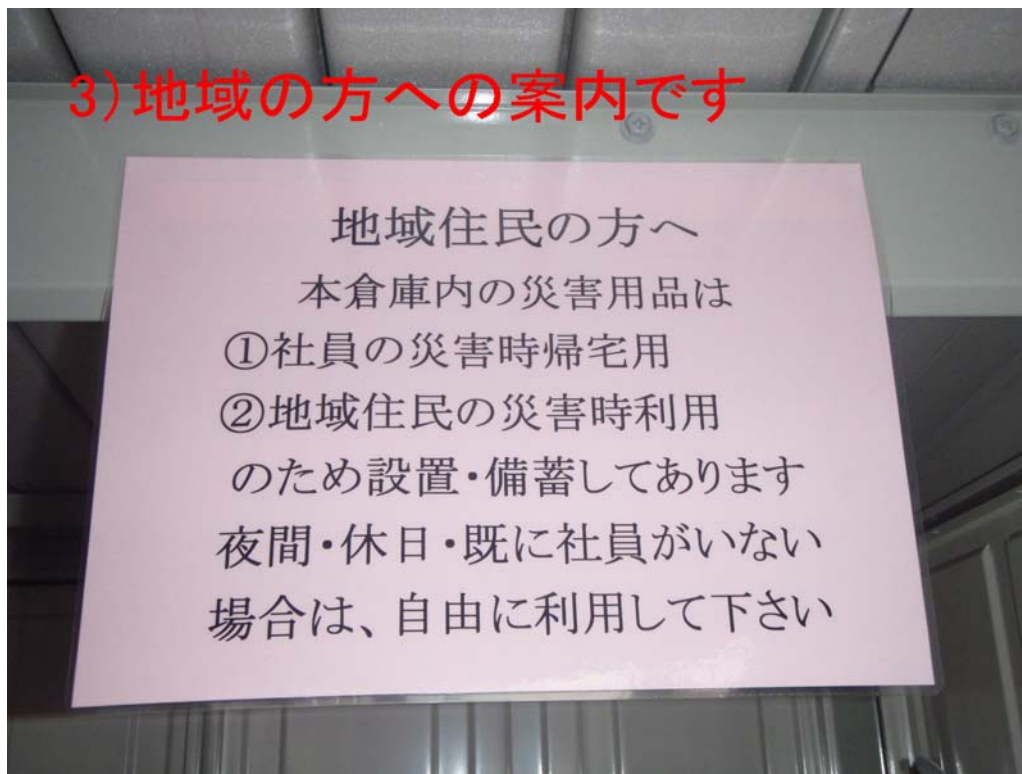 3)地域の方への案内です
地域住民の方へ
本倉庫内の災害用品は
①社員の災害時帰宅用
②地域住民の災害時利用
のため設置・備蓄してあります
夜間・休日・既に社員がいない
場合は、自由に利用して下さい